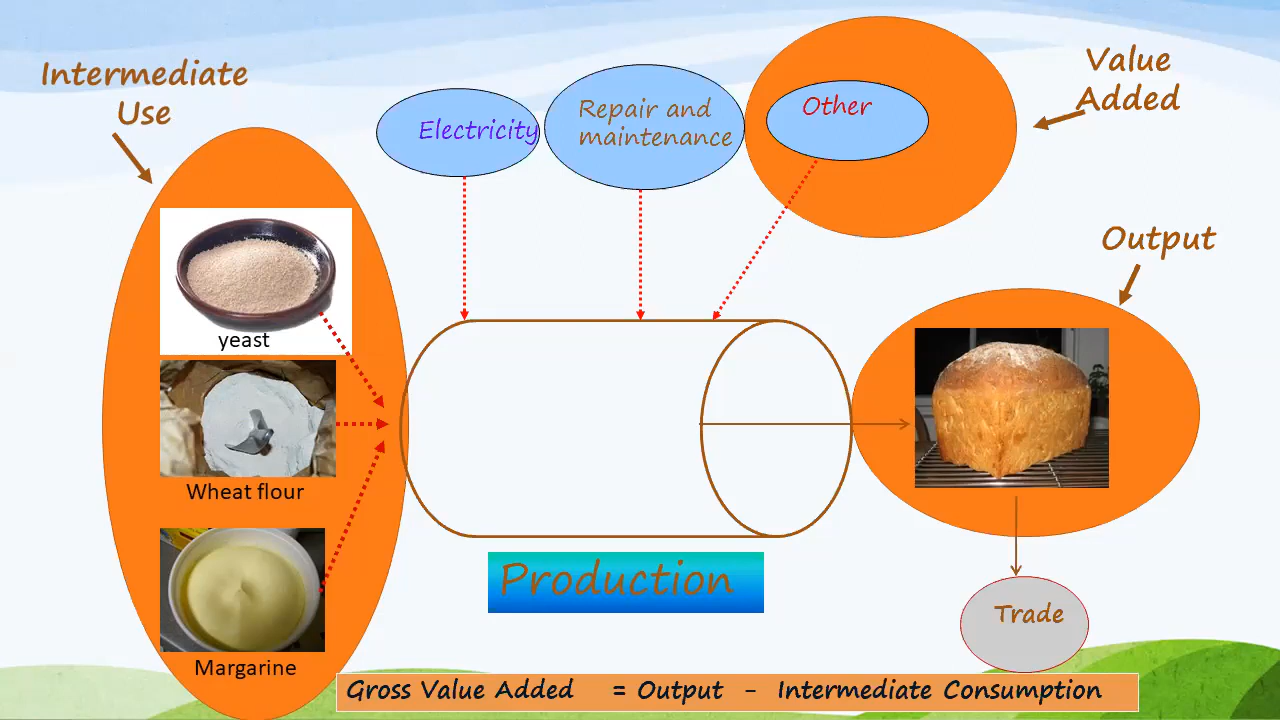 Intermediate
Use
Electricity
Repair and
maintenance
Other
Value
Added
Output
yeast
Wheat flour
Margarine
Production
Trade
Gross Value Added = Output - Intermediate Consumption